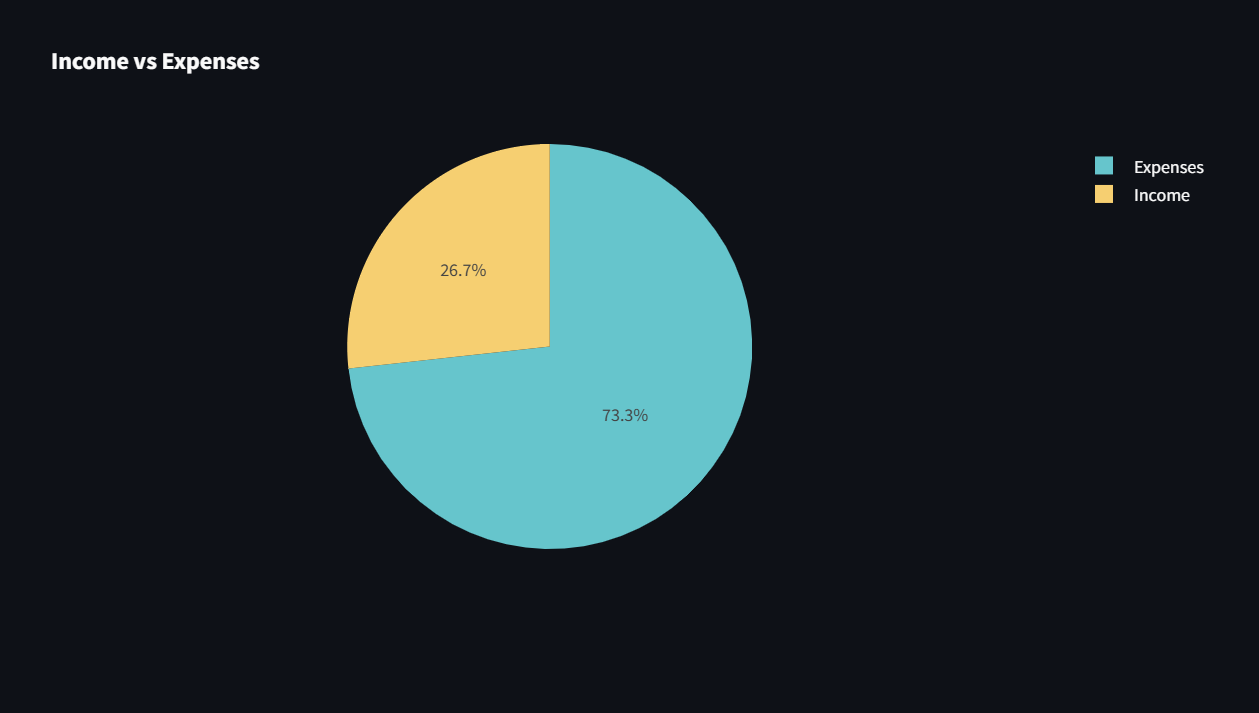 Income vs Expenses
Expenses
Income
26.7%
73.3%